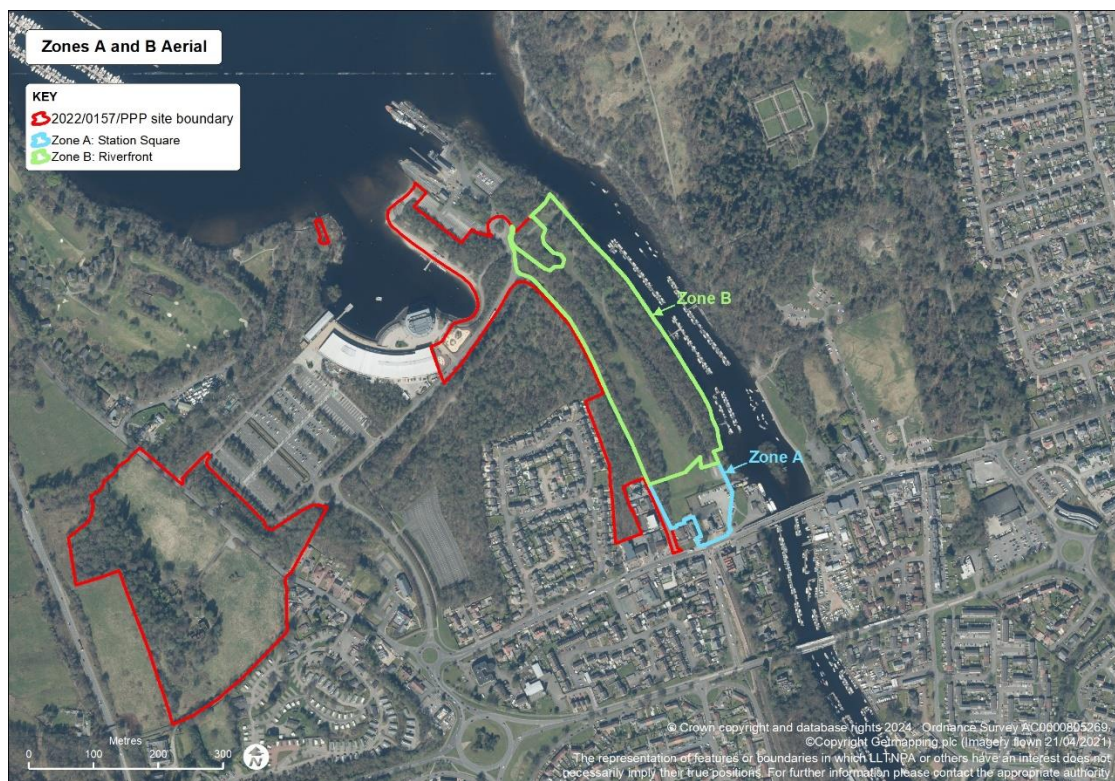 Zones A and B Aerial
KEY
2022/0157/PPP site boundary
Zone A: Station Square
Zone B: Riverfront
Zone B
Zone A
Metres
0 100 200 300
N
© Crown copyright and database rights 2024. Ordnance Survey AC0000805269.
©Copyright Getmapping plc (Imagery flown 21/04/2021)
The representation of features or boundaries in which LLTNPA or others have an interest does not
necessarily imply their true positions. For further information please contact the appropriate authority.